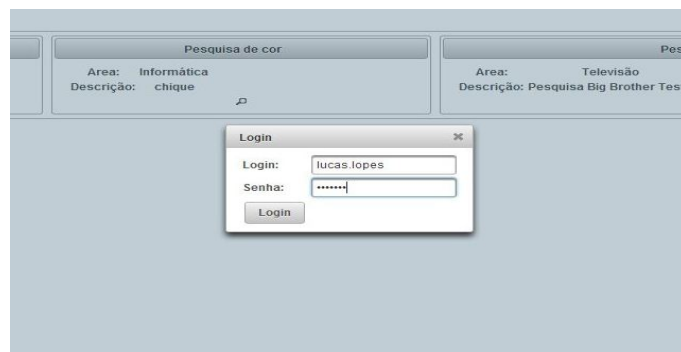 Pesquisa de cor
Area: Informática
Descrição: chique
Area: Televisão
Descrição: Pesquisa Big Brother
Login
Login: lucas.lopes
Senha: •••••••
Login